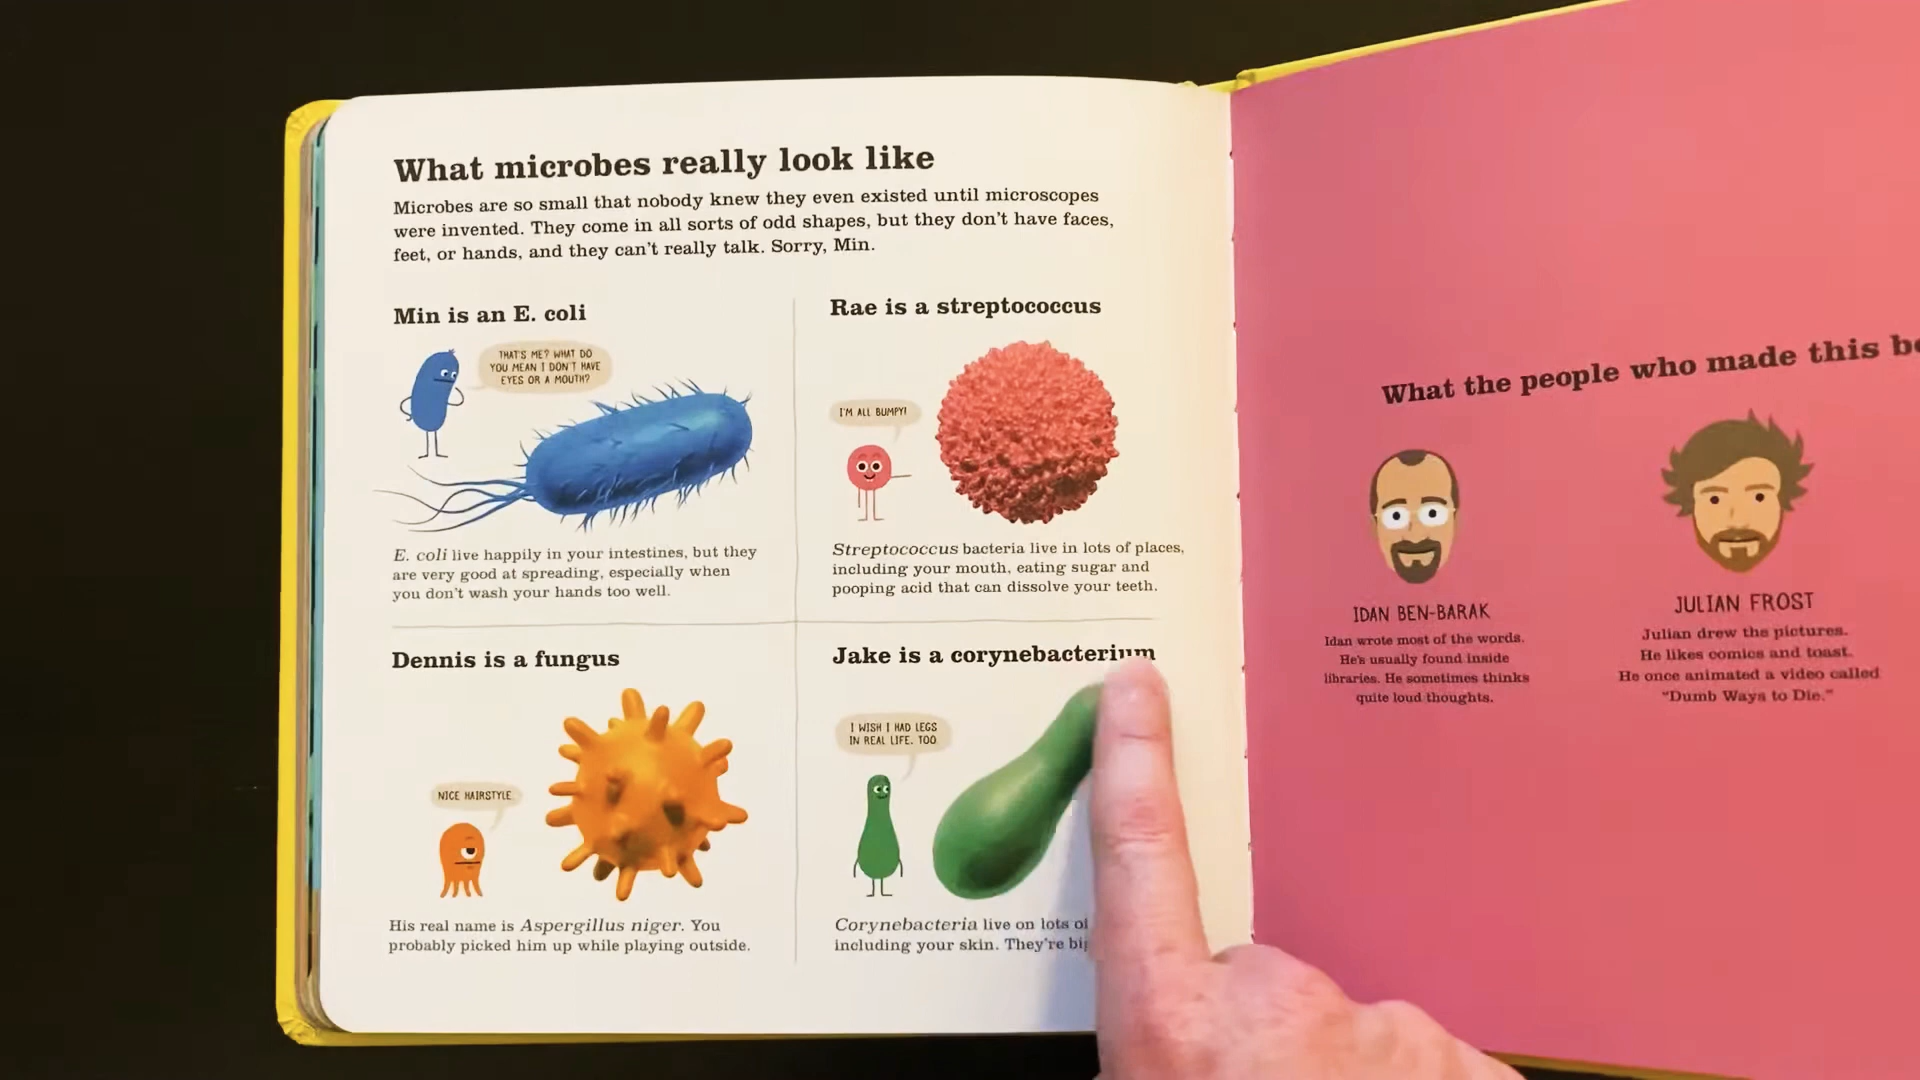 What microbes really look like
Microbes are so small that nobody knew they even existed until microscopes
were invented. They come in all sorts of odd shapes, but they don't have faces,
feet, or hands, and they can't really talk. Sorry, Min.
Min is an E. coli
THAT'S ME? WHAT DO
YOU MEAN I DON'T HAVE
EYES OR A MOUTH?
E. coli live happily in your intestines, but they
are very good at spreading, especially when
you don't wash your hands too well.
Rae is a streptococcus
I'M ALL BUMPY!
Streptococcus bacteria live in lots of places,
including your mouth, eating sugar and
pooping acid that can dissolve your teeth.
Dennis is a fungus
NICE HAIRSTYLE.
His real name is Aspergillus niger. You
probably picked him up while playing outside.
Jake is a corynebacterium
I WISH I HAD LEGS
IN REAL LIFE, TOO.
Corynebacteria live on lots of
including your skin. They're
What the people who made this
IDAN BEN-BARAK
Idan wrote most of the words.
He's usually found inside
libraries. He sometimes thinks
quite loud thoughts.
JULIAN FROST
Julian drew the pictures.
He likes comics and toast.
He once animated a video called
"Dumb Ways to Die."